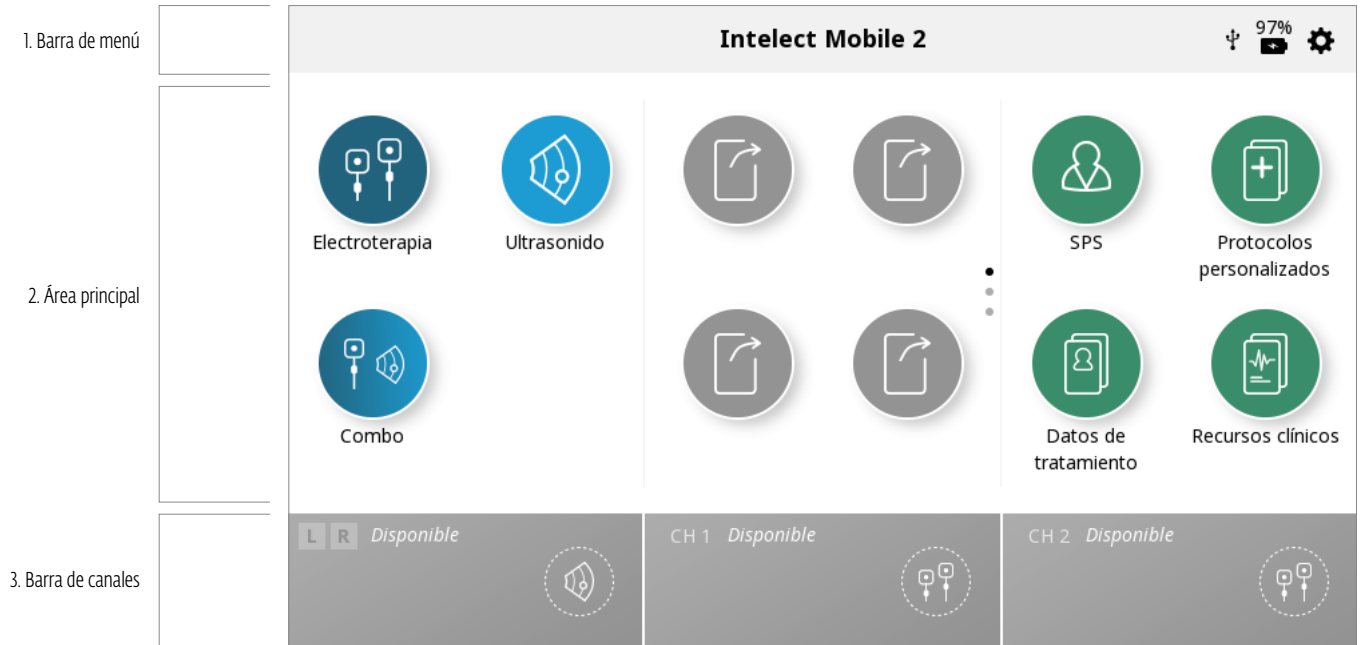 1. Barra de menú
Intelect Mobile 2
97%
Electroterapia
Ultrasonido
SPS
Protocolos
personalizados
2. Área principal
Combo
Datos de
tratamiento
Recursos clínicos
L R Disponible
CH 1 Disponible
CH 2 Disponible
3. Barra de canales